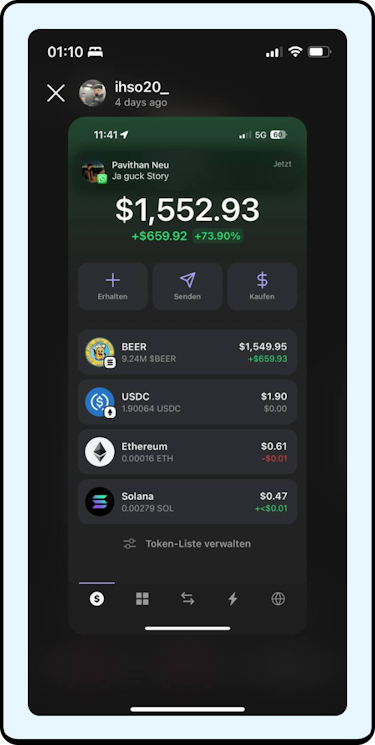 01:10
ihso20_
4 days ago
11:41
5G 60
Pavithan Neu
Jetzt
Ja guck Story
$1,552.93
+$659.92 +73.90%
Erhalten
Senden
Kaufen
BEER
$1,549.95
9.24M $BEER
+$659.93
USDC
$1.90
1.90064 USDC
$0.00
Ethereum
$0.61
0.00016 ETH
-$0.01
Solana
$0.47
0.00279 SOL
+<$0.01
Token-Liste verwalten